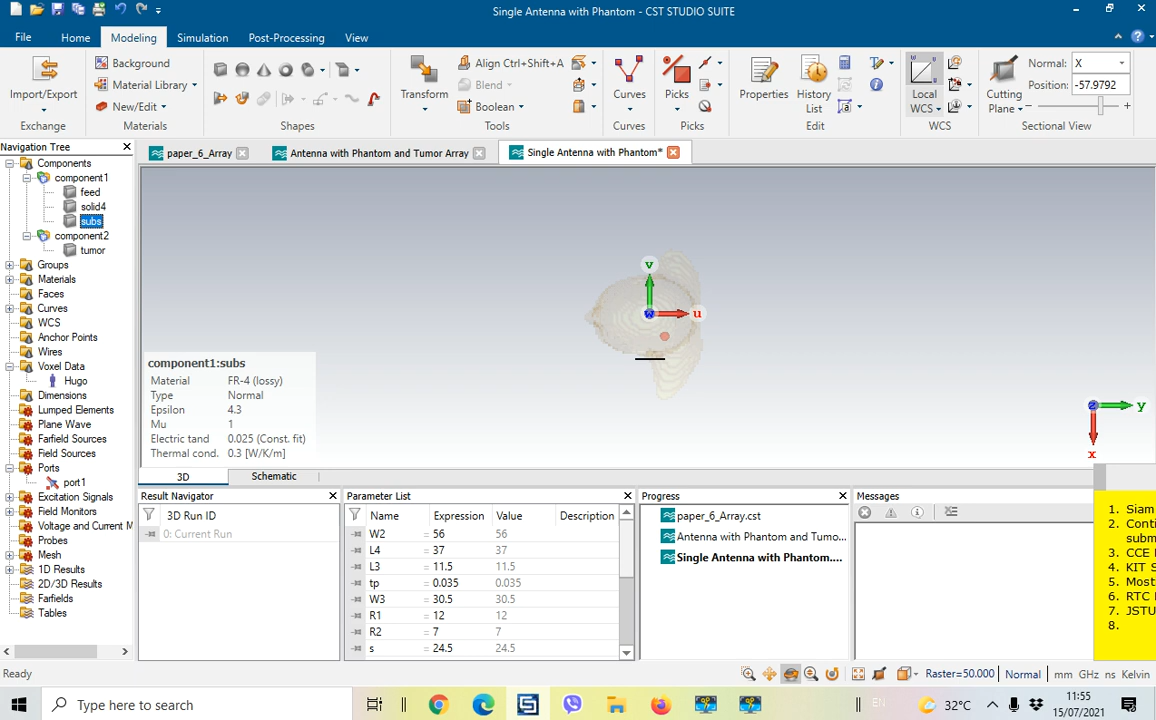 Single Antenna with Phantom - CST STUDIO SUITE
File Home Modeling Simulation Post-Processing View
Import/Export
Exchange
Background
Material Library
New/Edit
Materials
Shapes
Transform
Align Ctrl+Shift+A
Blend
Boolean
Tools
Curves
Curves
Picks
Picks
Properties
History List
Edit
Local WCS
WCS
Cutting Plane
Normal: X
Position: -57.9792
Sectional View
Navigation Tree
paper_6_Array
Antenna with Phantom and Tumor Array
Single Antenna with Phantom*
Components
component1
feed
solid4
subs
component2
tumor
Groups
Materials
Faces
Curves
WCS
Anchor Points
Wires
Voxel Data
Hugo
Dimensions
Lumped Elements
Plane Wave
Farfield Sources
Field Sources
Ports
port1
Excitation Signals
Field Monitors
Voltage and Current M
Probes
Mesh
1D Results
2D/3D Results
Farfields
Tables
v
w
u
z
y
x
component1:subs
Material FR-4 (lossy)
Type Normal
Epsilon 4.3
Mu 1
Electric tand 0.025 (Const. fit)
Thermal cond. 0.3 [W/K/m]
3D Schematic
Result Navigator
3D Run ID
0: Current Run
Parameter List
Name Expression Value Description
W2 = 56 56
L4 = 37 37
L3 = 11.5 11.5
tp = 0.035 0.035
W3 = 30.5 30.5
R1 = 12 12
R2 = 7 7
s = 24.5 24.5
Progress
paper_6_Array.cst
Antenna with Phantom and Tumo...
Single Antenna with Phantom....
Messages
1. Siam
2. Conti
subm
3. CCE
4. KIT S
5. Most
6. RTC
7. JSTU
8.
Ready
Raster=50.000 Normal mm GHz ns Kelvin
Type here to search
EN
32°C
11:55
15/07/2021